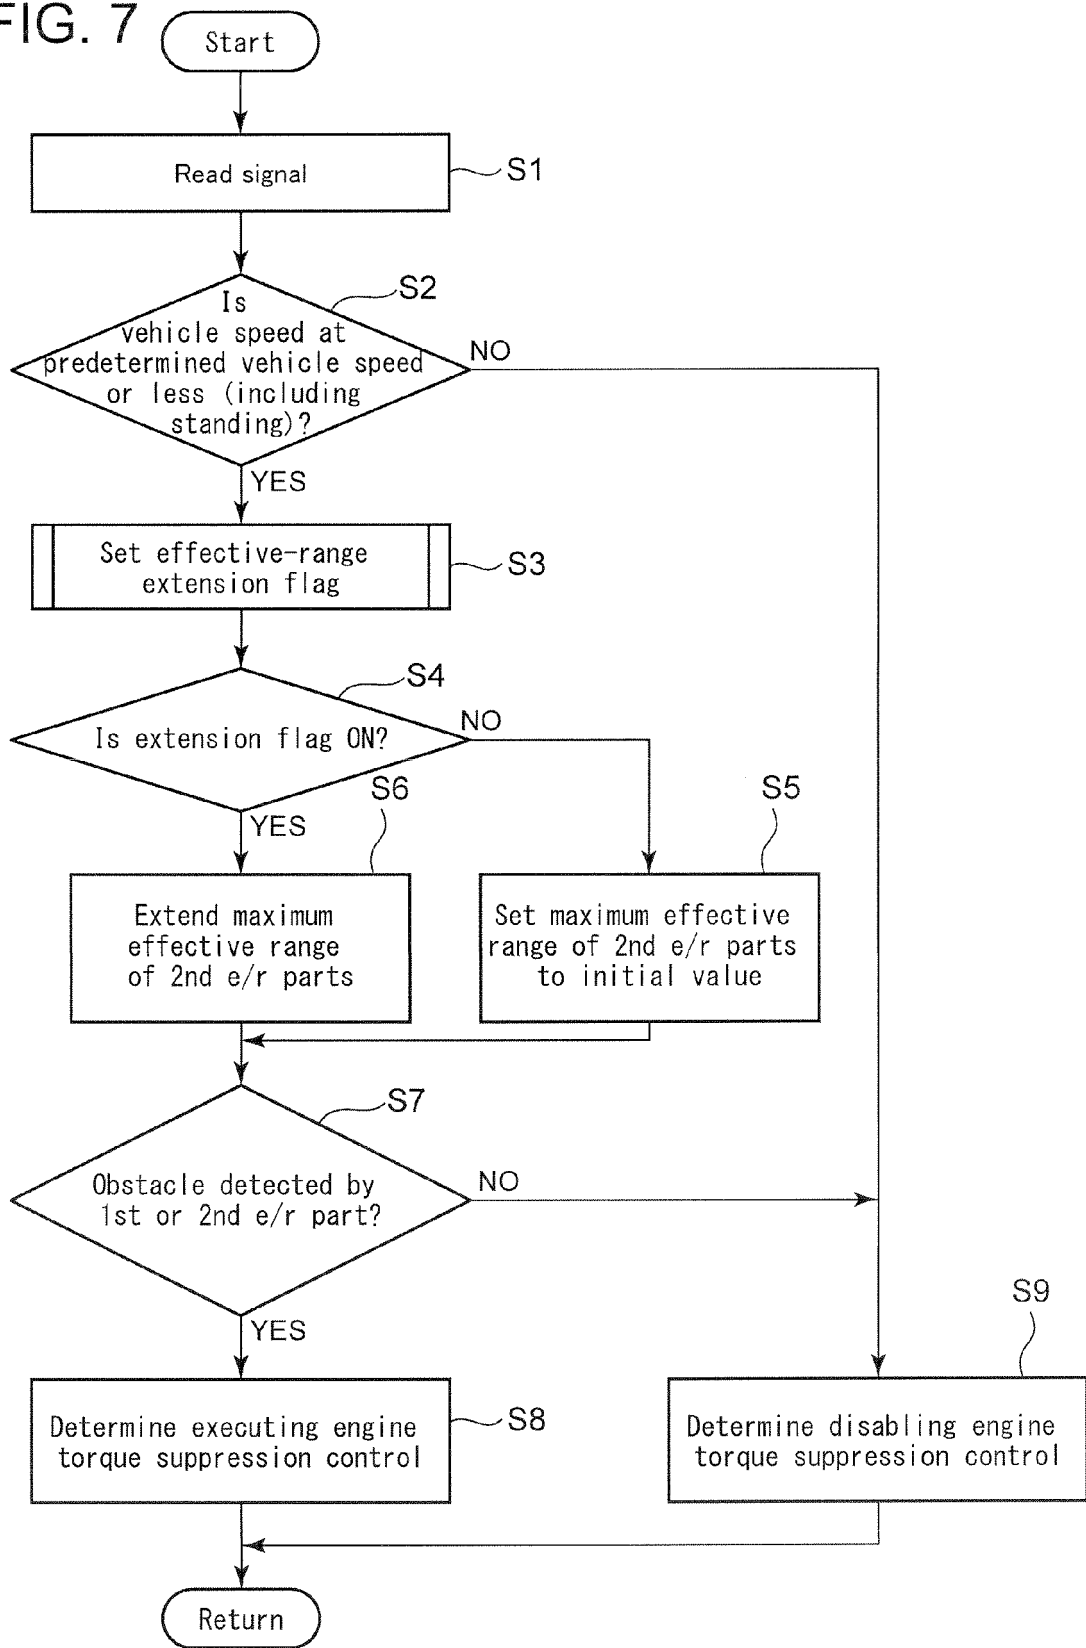 FIG. 7
Start
Read signal
S1
S2
Is
vehicle speed at
predetermined vehicle speed
or less (including
standing)?
NO
YES
Set effective-range
extension flag
S3
S4
Is extension flag ON?
NO
YES
S6
S5
Extend maximum
effective range
of 2nd e/r parts
Set maximum effective
range of 2nd e/r parts
to initial value
S7
Obstacle detected by
1st or 2nd e/r part?
NO
YES
S9
Determine executing engine
torque suppression control
S8
Determine disabling engine
torque suppression control
Return